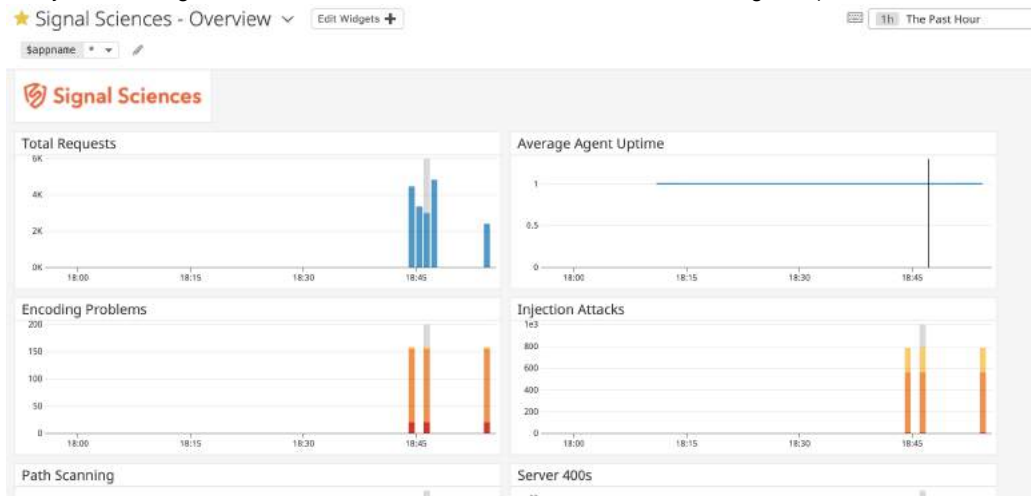 Signal Sciences - Overview
Edit Widgets +
1h The Past Hour
$appname *
Signal Sciences
Total Requests
6K
4K
2K
0K
18:00 18:15 18:30 18:45
Average Agent Uptime
1
0.5
0
18:00 18:15 18:30 18:45
Encoding Problems
200
150
100
50
0
18:00 18:15 18:30 18:45
Injection Attacks
1e3
800
600
400
200
0
18:00 18:15 18:30 18:45
Path Scanning
Server 400s